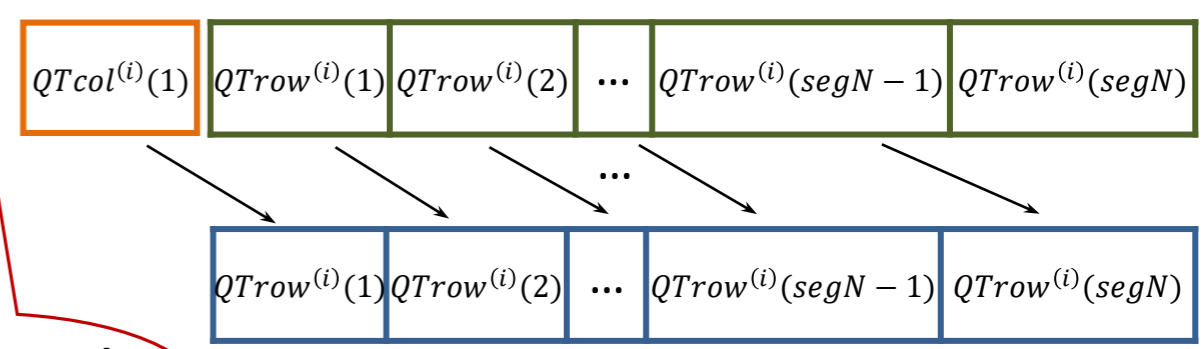 QTcol⁽ⁱ⁾(1) QTrow⁽ⁱ⁾(1) QTrow⁽ⁱ⁾(2) ... QTrow⁽ⁱ⁾(segN − 1) QTrow⁽ⁱ⁾(segN)
...
QTrow⁽ⁱ⁾(1) QTrow⁽ⁱ⁾(2) ... QTrow⁽ⁱ⁾(segN − 1) QTrow⁽ⁱ⁾(segN)